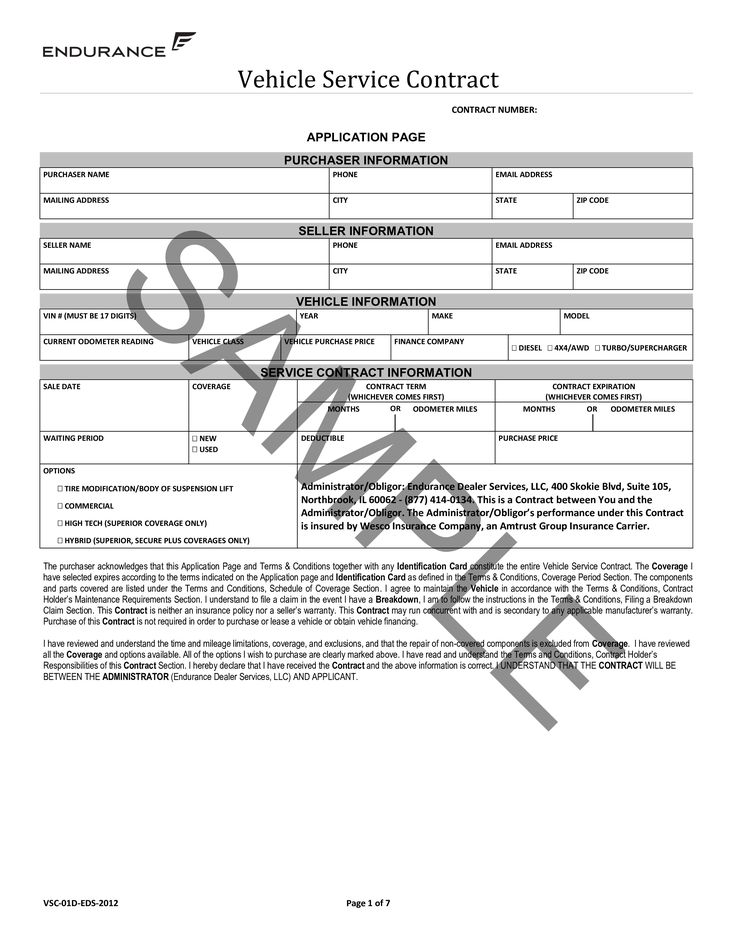 ENDURANCE
Vehicle Service Contract
CONTRACT NUMBER:
APPLICATION PAGE
PURCHASER INFORMATION
PURCHASER NAME PHONE EMAIL ADDRESS
MAILING ADDRESS CITY STATE ZIP CODE
SELLER INFORMATION
SELLER NAME PHONE EMAIL ADDRESS
MAILING ADDRESS CITY STATE ZIP CODE
VEHICLE INFORMATION
VIN # (MUST BE 17 DIGITS) YEAR MAKE MODEL
CURRENT ODOMETER READING VEHICLE CLASS VEHICLE PURCHASE PRICE FINANCE COMPANY
□ DIESEL □ 4X4/AWD □ TURBO/SUPERCHARGER
SERVICE CONTRACT INFORMATION
SALE DATE COVERAGE CONTRACT TERM CONTRACT EXPIRATION
(WHICHEVER COMES FIRST) (WHICHEVER COMES FIRST)
MONTHS OR ODOMETER MILES MONTHS OR ODOMETER MILES
WAITING PERIOD □ NEW DEDUCTIBLE PURCHASE PRICE
□ USED
OPTIONS
□ TIRE MODIFICATION/BODY OF SUSPENSION LIFT
□ COMMERCIAL
□ HIGH TECH (SUPERIOR COVERAGE ONLY)
□ HYBRID (SUPERIOR, SECURE PLUS COVERAGES ONLY)
Administrator/Obligor: Endurance Dealer Services, LLC, 400 Skokie Blvd, Suite 105,
Northbrook, IL 60062 - (877) 414-0134. This is a Contract between You and the
Administrator/Obligor. The Administrator/Obligor's performance under this Contract
is insured by Wesco Insurance Company, an Amtrust Group Insurance Carrier.
The purchaser acknowledges that this Application Page and Terms & Conditions together with any Identification Card constitute the entire Vehicle Service Contract. The Coverage I
have selected expires according to the terms indicated on the Application page and Identification Card as defined in the Terms & Conditions, Coverage Period Section. The components
and parts covered are listed under the Terms and Conditions, Schedule of Coverage Section. I agree to maintain the Vehicle in accordance with the Terms & Conditions, Contract
Holder's Maintenance Requirements Section. I understand to file a claim in the event I have a Breakdown, I am to follow the instructions in the Terms & Conditions, Filing a Breakdown
Claim Section. This Contract is neither an insurance policy nor a seller's warranty. This Contract may run concurrent with and is secondary to any applicable manufacturer's warranty.
Purchase of this Contract is not required in order to purchase or lease a vehicle or obtain vehicle financing.
I have reviewed and understand the time and mileage limitations, coverage, and exclusions, and that the repair of non-covered components is excluded from Coverage. I have reviewed
all the Coverage and options available. All of the options I wish to purchase are clearly marked above. I have read and understand the Terms and Conditions, Contract Holder's
Responsibilities of this Contract Section. I hereby declare that I have received the Contract and the above information is correct. I UNDERSTAND THAT THE CONTRACT WILL BE
BETWEEN THE ADMINISTRATOR (Endurance Dealer Services, LLC) AND APPLICANT.
SAMPLE
VSC-01D-EDS-2012 Page 1 of 7